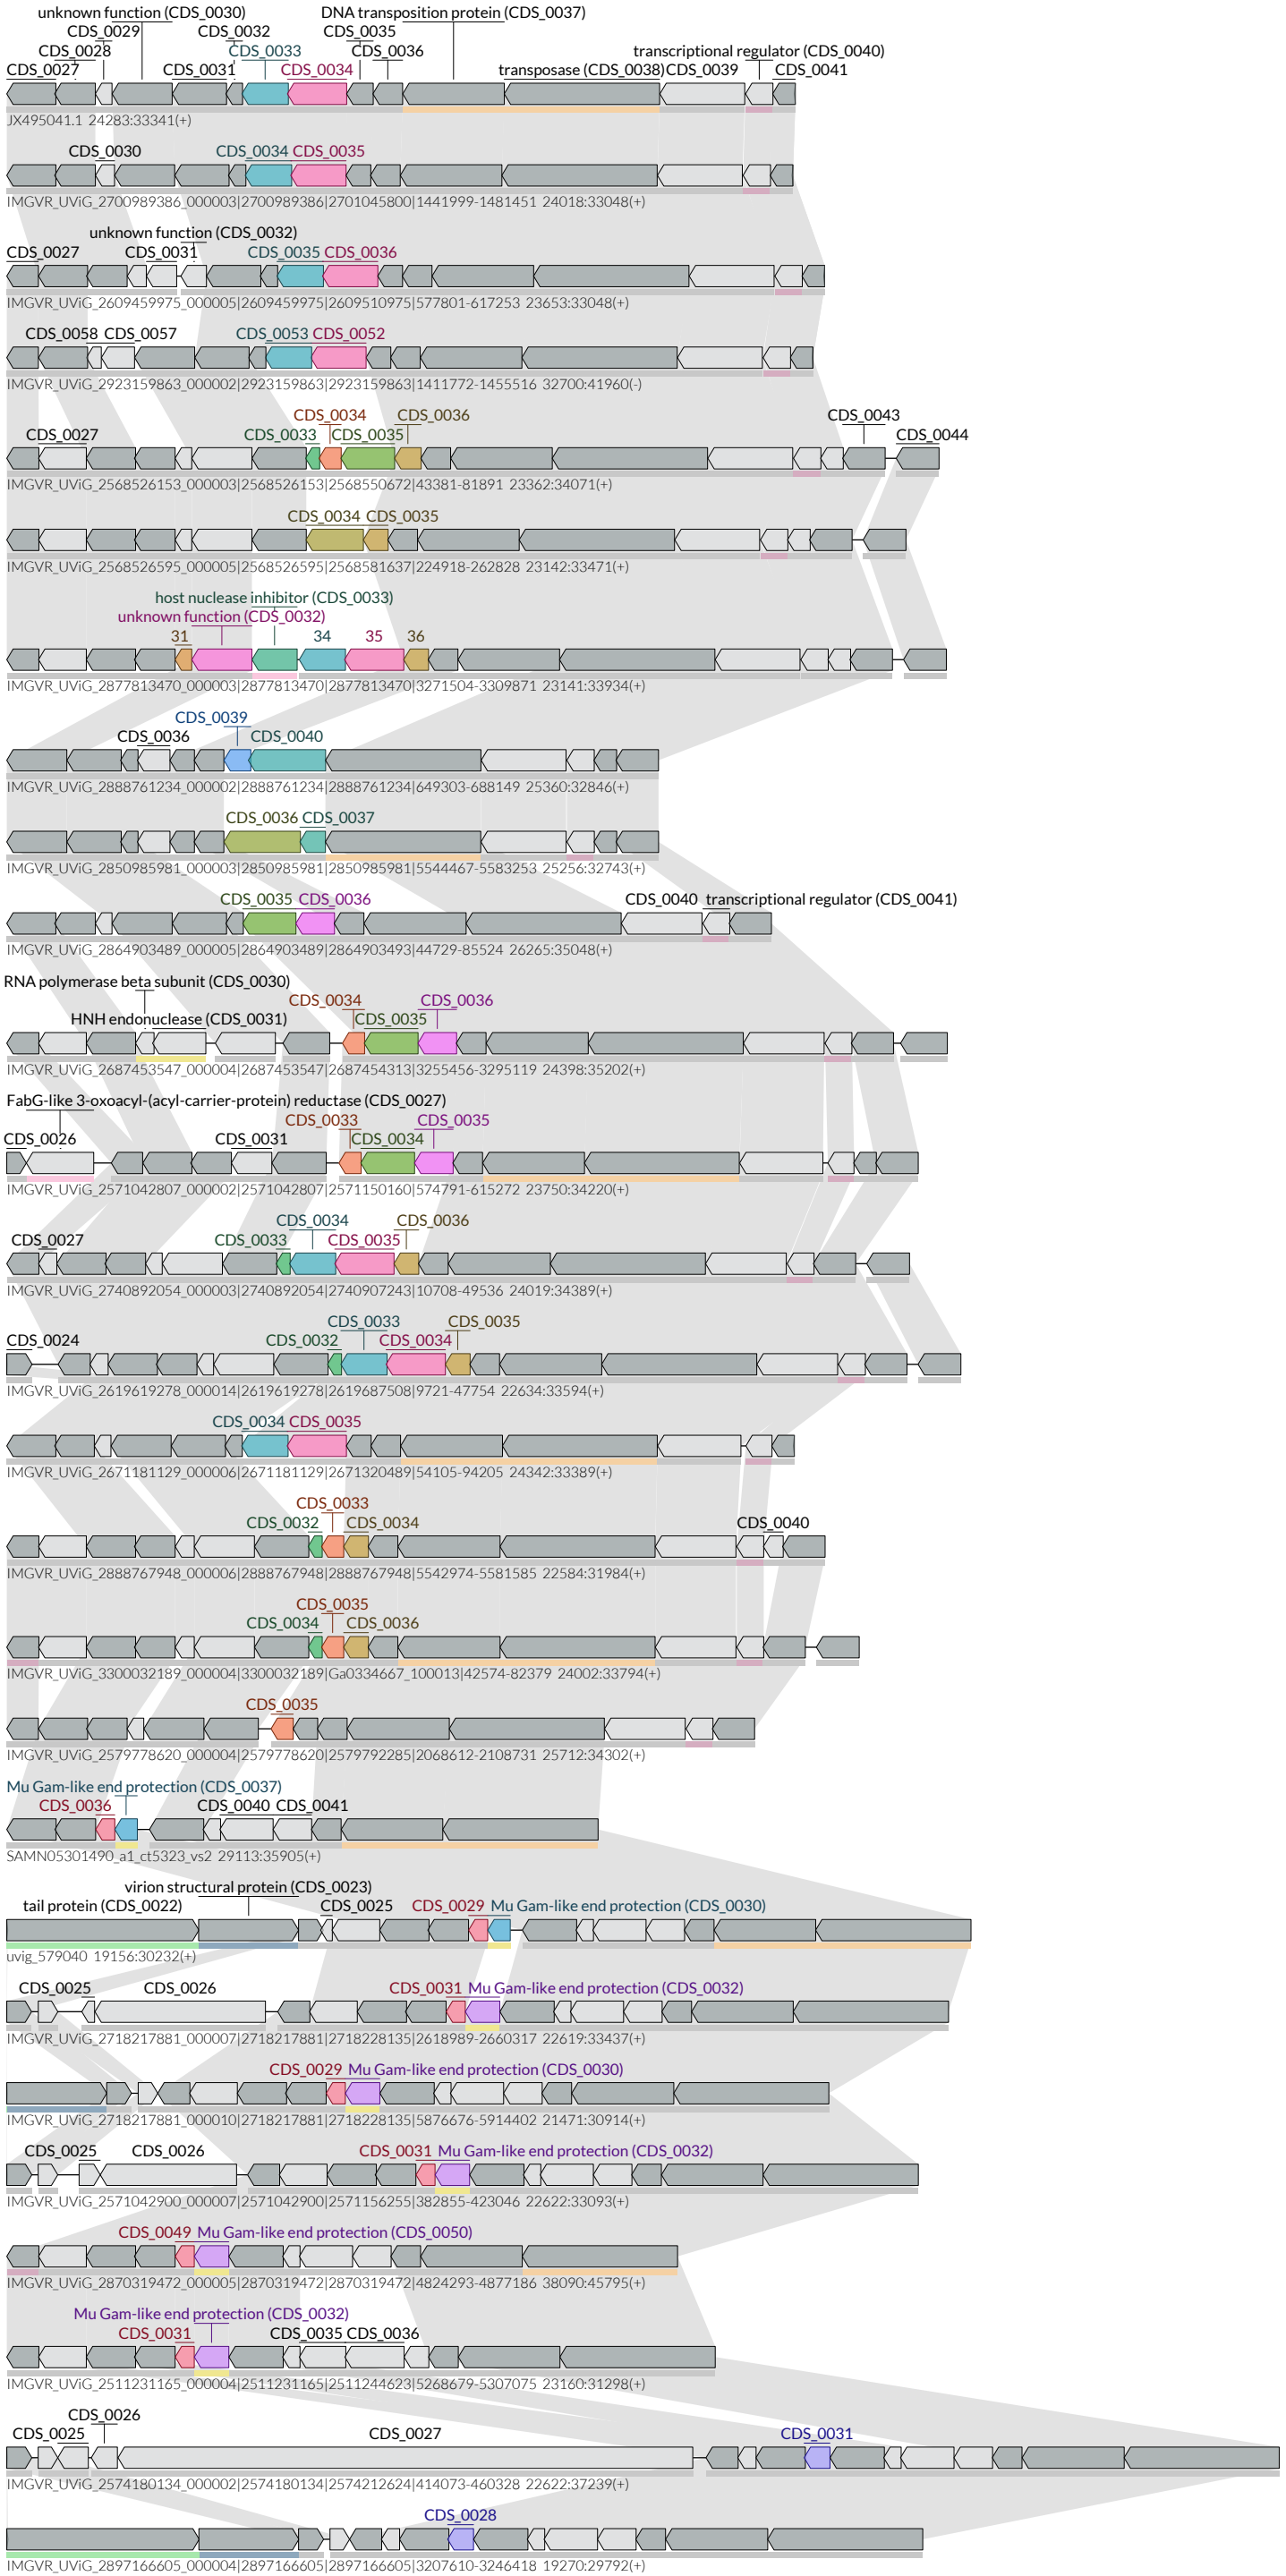 unknown function (CDS_0030) DNA transposition protein (CDS_0037)
CDS_0029 CDS_0032 CDS_0035
CDS_0028 CDS_0033 CDS_0036 transcriptional regulator (CDS_0040)
CDS_0027 CDS_0031 CDS_0034 transposase (CDS_0038) CDS_0039 CDS_0041
JX495041.1 24283:33341(+)
CDS_0030 CDS_0034 CDS_0035
IMGVR_UViG_2700989386_000003|2700989386|2701045800|1441999-1481451 24018:33048(+)
unknown function (CDS_0032)
CDS_0027 CDS_0031 CDS_0035 CDS_0036
IMGVR_UViG_2609459975_000005|2609459975|2609510975|577801-617253 23653:33048(+)
CDS_0058 CDS_0057 CDS_0053 CDS_0052
IMGVR_UViG_2923159863_000002|2923159863|2923159863|1411772-1455516 32700:41960(-)
CDS_0034 CDS_0036 CDS_0043
CDS_0027 CDS_0033 CDS_0035 CDS_0044
IMGVR_UViG_2568526153_000003|2568526153|2568550672|43381-81891 23362:34071(+)
CDS_0034 CDS_0035
IMGVR_UViG_2568526595_000005|2568526595|2568581637|224918-262828 23142:33471(+)
host nuclease inhibitor (CDS_0033)
unknown function (CDS_0032)
31 34 35 36
IMGVR_UViG_2877813470_000003|2877813470|2877813470|3271504-3309871 23141:33934(+)
CDS_0039
CDS_0036 CDS_0040
IMGVR_UViG_2888761234_000002|2888761234|2888761234|649303-688149 25360:32846(+)
CDS_0036 CDS_0037
IMGVR_UViG_2850985981_000003|2850985981|2850985981|5544467-5583253 25256:32743(+)
CDS_0035 CDS_0036 CDS_0040 transcriptional regulator (CDS_0041)
IMGVR_UViG_2864903489_000005|2864903489|2864903493|44729-85524 26265:35048(+)
RNA polymerase beta subunit (CDS_0030)
CDS_0034 CDS_0036
HNH endonuclease (CDS_0031) CDS_0035
IMGVR_UViG_2687453547_000004|2687453547|2687454313|3255456-3295119 24398:35202(+)
FabG-like 3-oxoacyl-(acyl-carrier-protein) reductase (CDS_0027)
CDS_0033 CDS_0035
CDS_0026 CDS_0031 CDS_0034
IMGVR_UViG_2571042807_000002|2571042807|2571150160|574791-615272 23750:34220(+)
CDS_0034 CDS_0036
CDS_0027 CDS_0033 CDS_0035
IMGVR_UViG_2740892054_000003|2740892054|2740907243|10708-49536 24019:34389(+)
CDS_0033 CDS_0035
CDS_0024 CDS_0032 CDS_0034
IMGVR_UViG_2619619278_000014|2619619278|2619687508|9721-47754 22634:33594(+)
CDS_0034 CDS_0035
IMGVR_UViG_2671181129_000006|2671181129|2671320489|54105-94205 24342:33389(+)
CDS_0033
CDS_0032 CDS_0034 CDS_0040
IMGVR_UViG_2888767948_000006|2888767948|2888767948|5542974-5581585 22584:31984(+)
CDS_0035
CDS_0034 CDS_0036
IMGVR_UViG_3300032189_000004|3300032189|Ga0334667_100013|42574-82379 24002:33794(+)
CDS_0035
IMGVR_UViG_2579778620_000004|2579778620|2579792285|2068612-2108731 25712:34302(+)
Mu Gam-like end protection (CDS_0037)
CDS_0036 CDS_0040 CDS_0041
SAMN05301490_a1_ct5323_vs2 29113:35905(+)
virion structural protein (CDS_0023)
tail protein (CDS_0022) CDS_0025 CDS_0029 Mu Gam-like end protection (CDS_0030)
uvig_579040 19156:30232(+)
CDS_0025 CDS_0026 CDS_0031 Mu Gam-like end protection (CDS_0032)
IMGVR_UViG_2718217881_000007|2718217881|2718228135|2618989-2660317 22619:33437(+)
CDS_0029 Mu Gam-like end protection (CDS_0030)
IMGVR_UViG_2718217881_000010|2718217881|2718228135|5876676-5914402 21471:30914(+)
CDS_0025 CDS_0026 CDS_0031 Mu Gam-like end protection (CDS_0032)
IMGVR_UViG_2571042900_000007|2571042900|2571156255|382855-423046 22622:33093(+)
CDS_0049 Mu Gam-like end protection (CDS_0050)
IMGVR_UViG_2870319472_000005|2870319472|2870319472|4824293-4877186 38090:45795(+)
Mu Gam-like end protection (CDS_0032)
CDS_0031 CDS_0035 CDS_0036
IMGVR_UViG_2511231165_000004|2511231165|2511244623|5268679-5307075 23160:31298(+)
CDS_0026
CDS_0025 CDS_0027 CDS_0031
IMGVR_UViG_2574180134_000002|2574180134|2574212624|414073-460328 22622:37239(+)
CDS_0028
IMGVR_UViG_2897166605_000004|2897166605|2897166605|3207610-3246418 19270:29792(+)